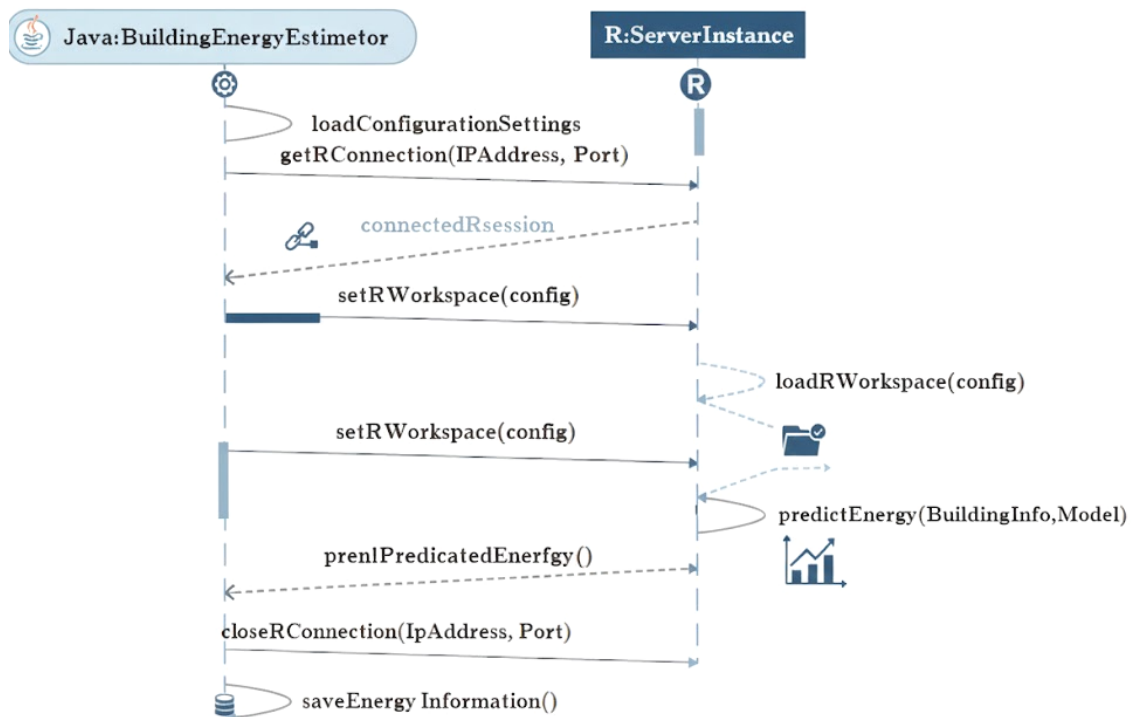 Java:BuildingEnergyEstimetor
R:ServerInstance
R
loadConfigurationSettings
getRConnection(IPAddress, Port)
connectedRsession
setRWorkspace(config)
loadRWorkspace(config)
setRWorkspace(config)
predictEnergy(BuildingInfo,Model)
prenlPredicatedEnerfgy()
closeRConnection(IpAddress, Port)
saveEnergy Information()